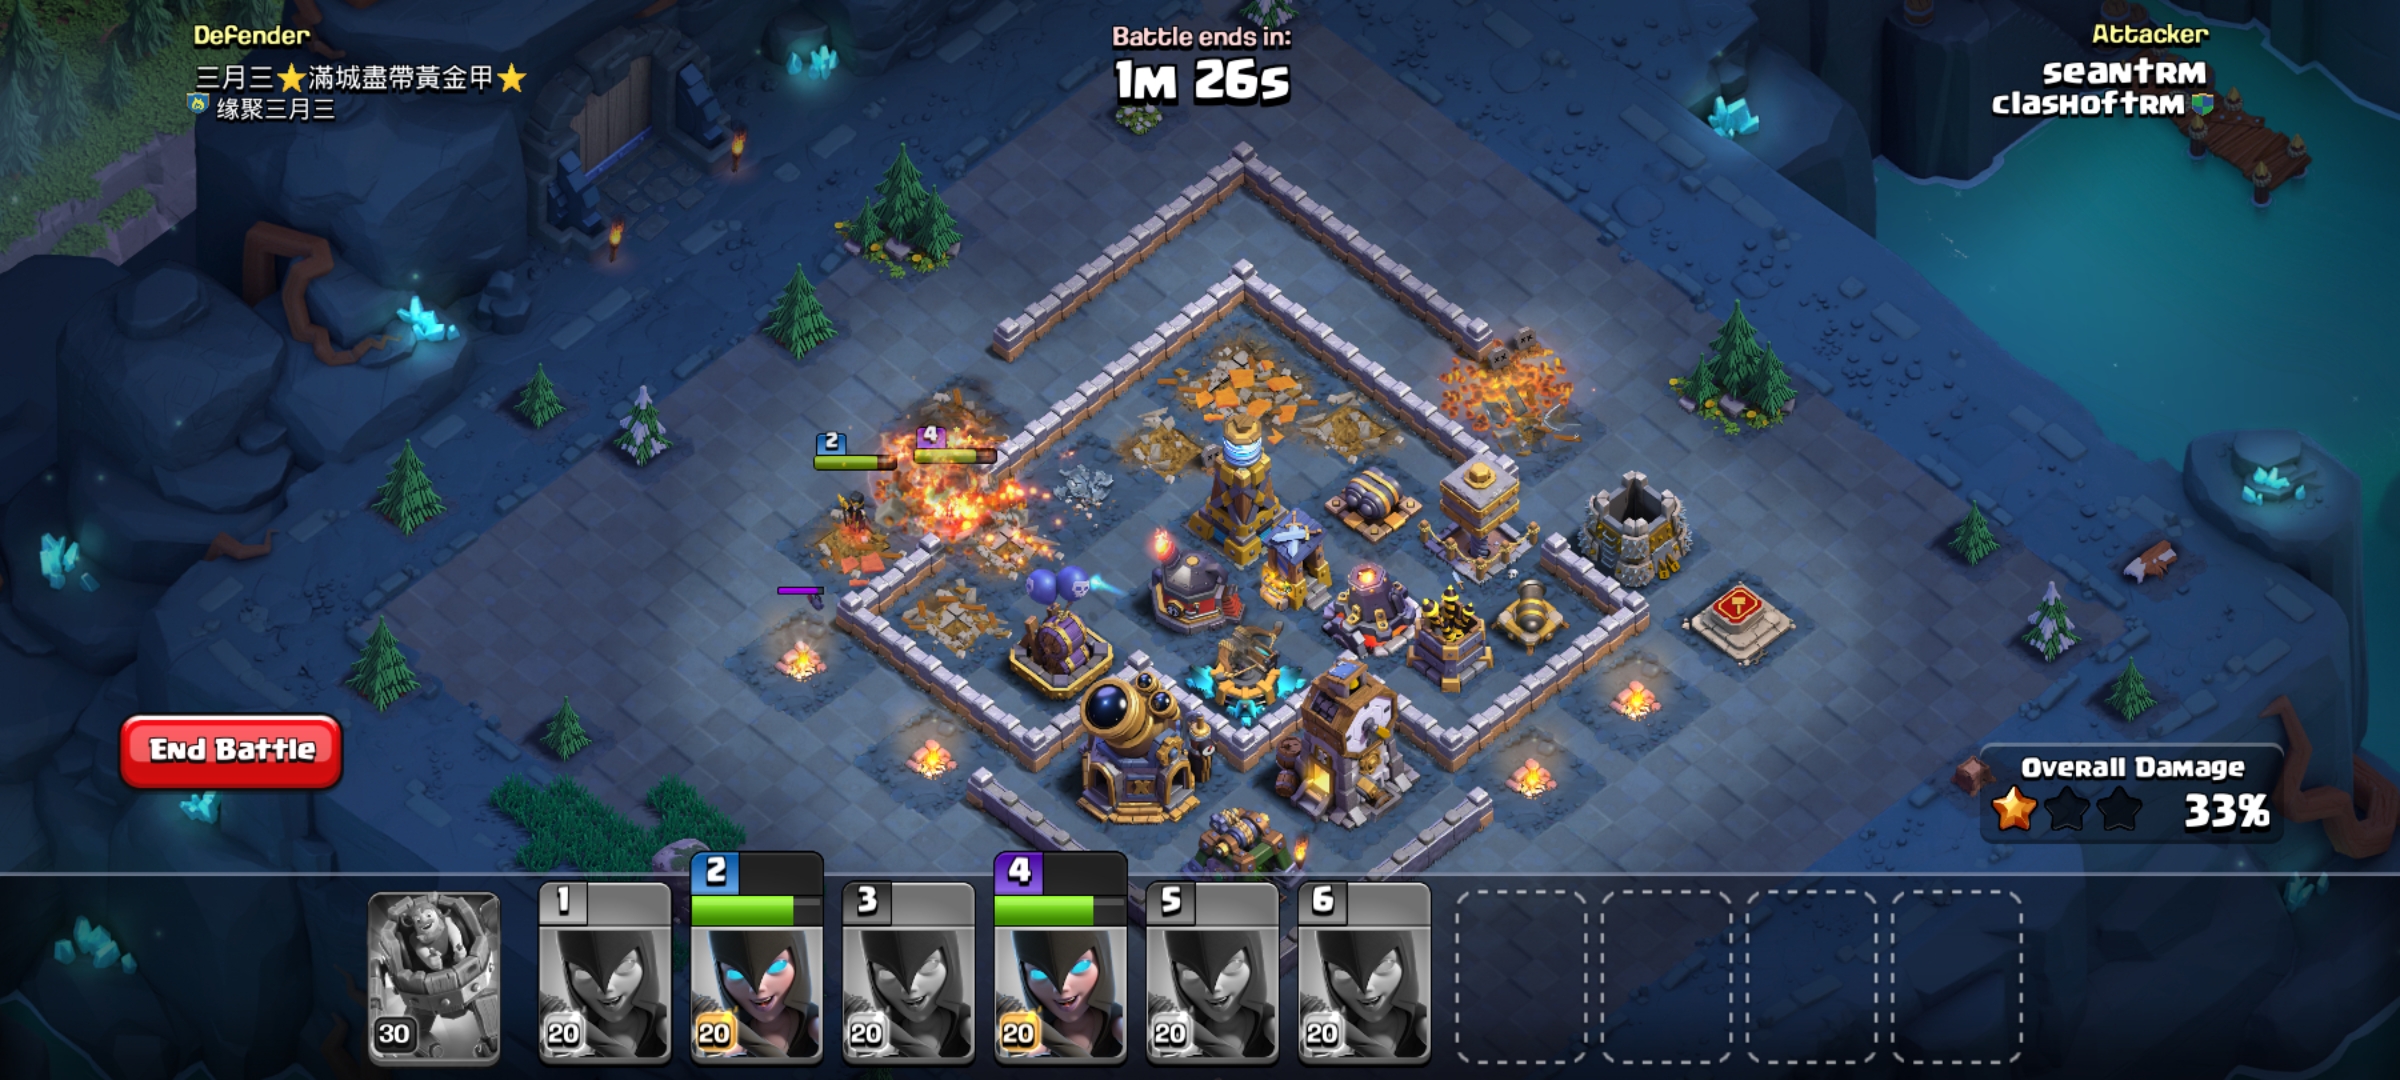 Defender
三月三⭐滿城盡帶黃金甲⭐
缘聚三月三
Battle ends in:
1M 26s
Attacker
seantrm
clashoftrm
2
4
End Battle
Overall Damage
33%
1
2
3
4
5
6
30
20
20
20
20
20
20